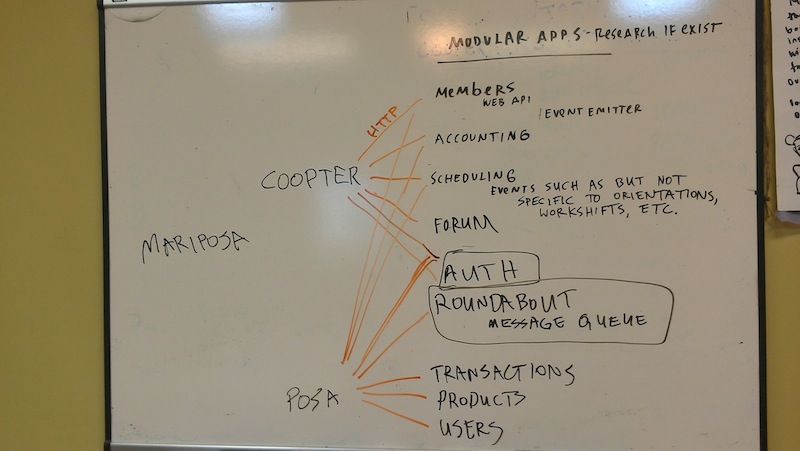 MODULAR APPS - Research IF EXIST
Members
WEB API
/ EVENT EMITTER
HTTP
ACCOUNTING
COOPTER
SCHEDULING
EVENTS SUCH AS BUT NOT
SPECIFIC TO ORIENTATIONS,
WORKSHIFTS, ETC.
FORUM
MARIPOSA
AUTH
ROUNDABOUT
MESSAGE QUEUE
TRANSACTIONS
POSA
PRODUCTS
USERS